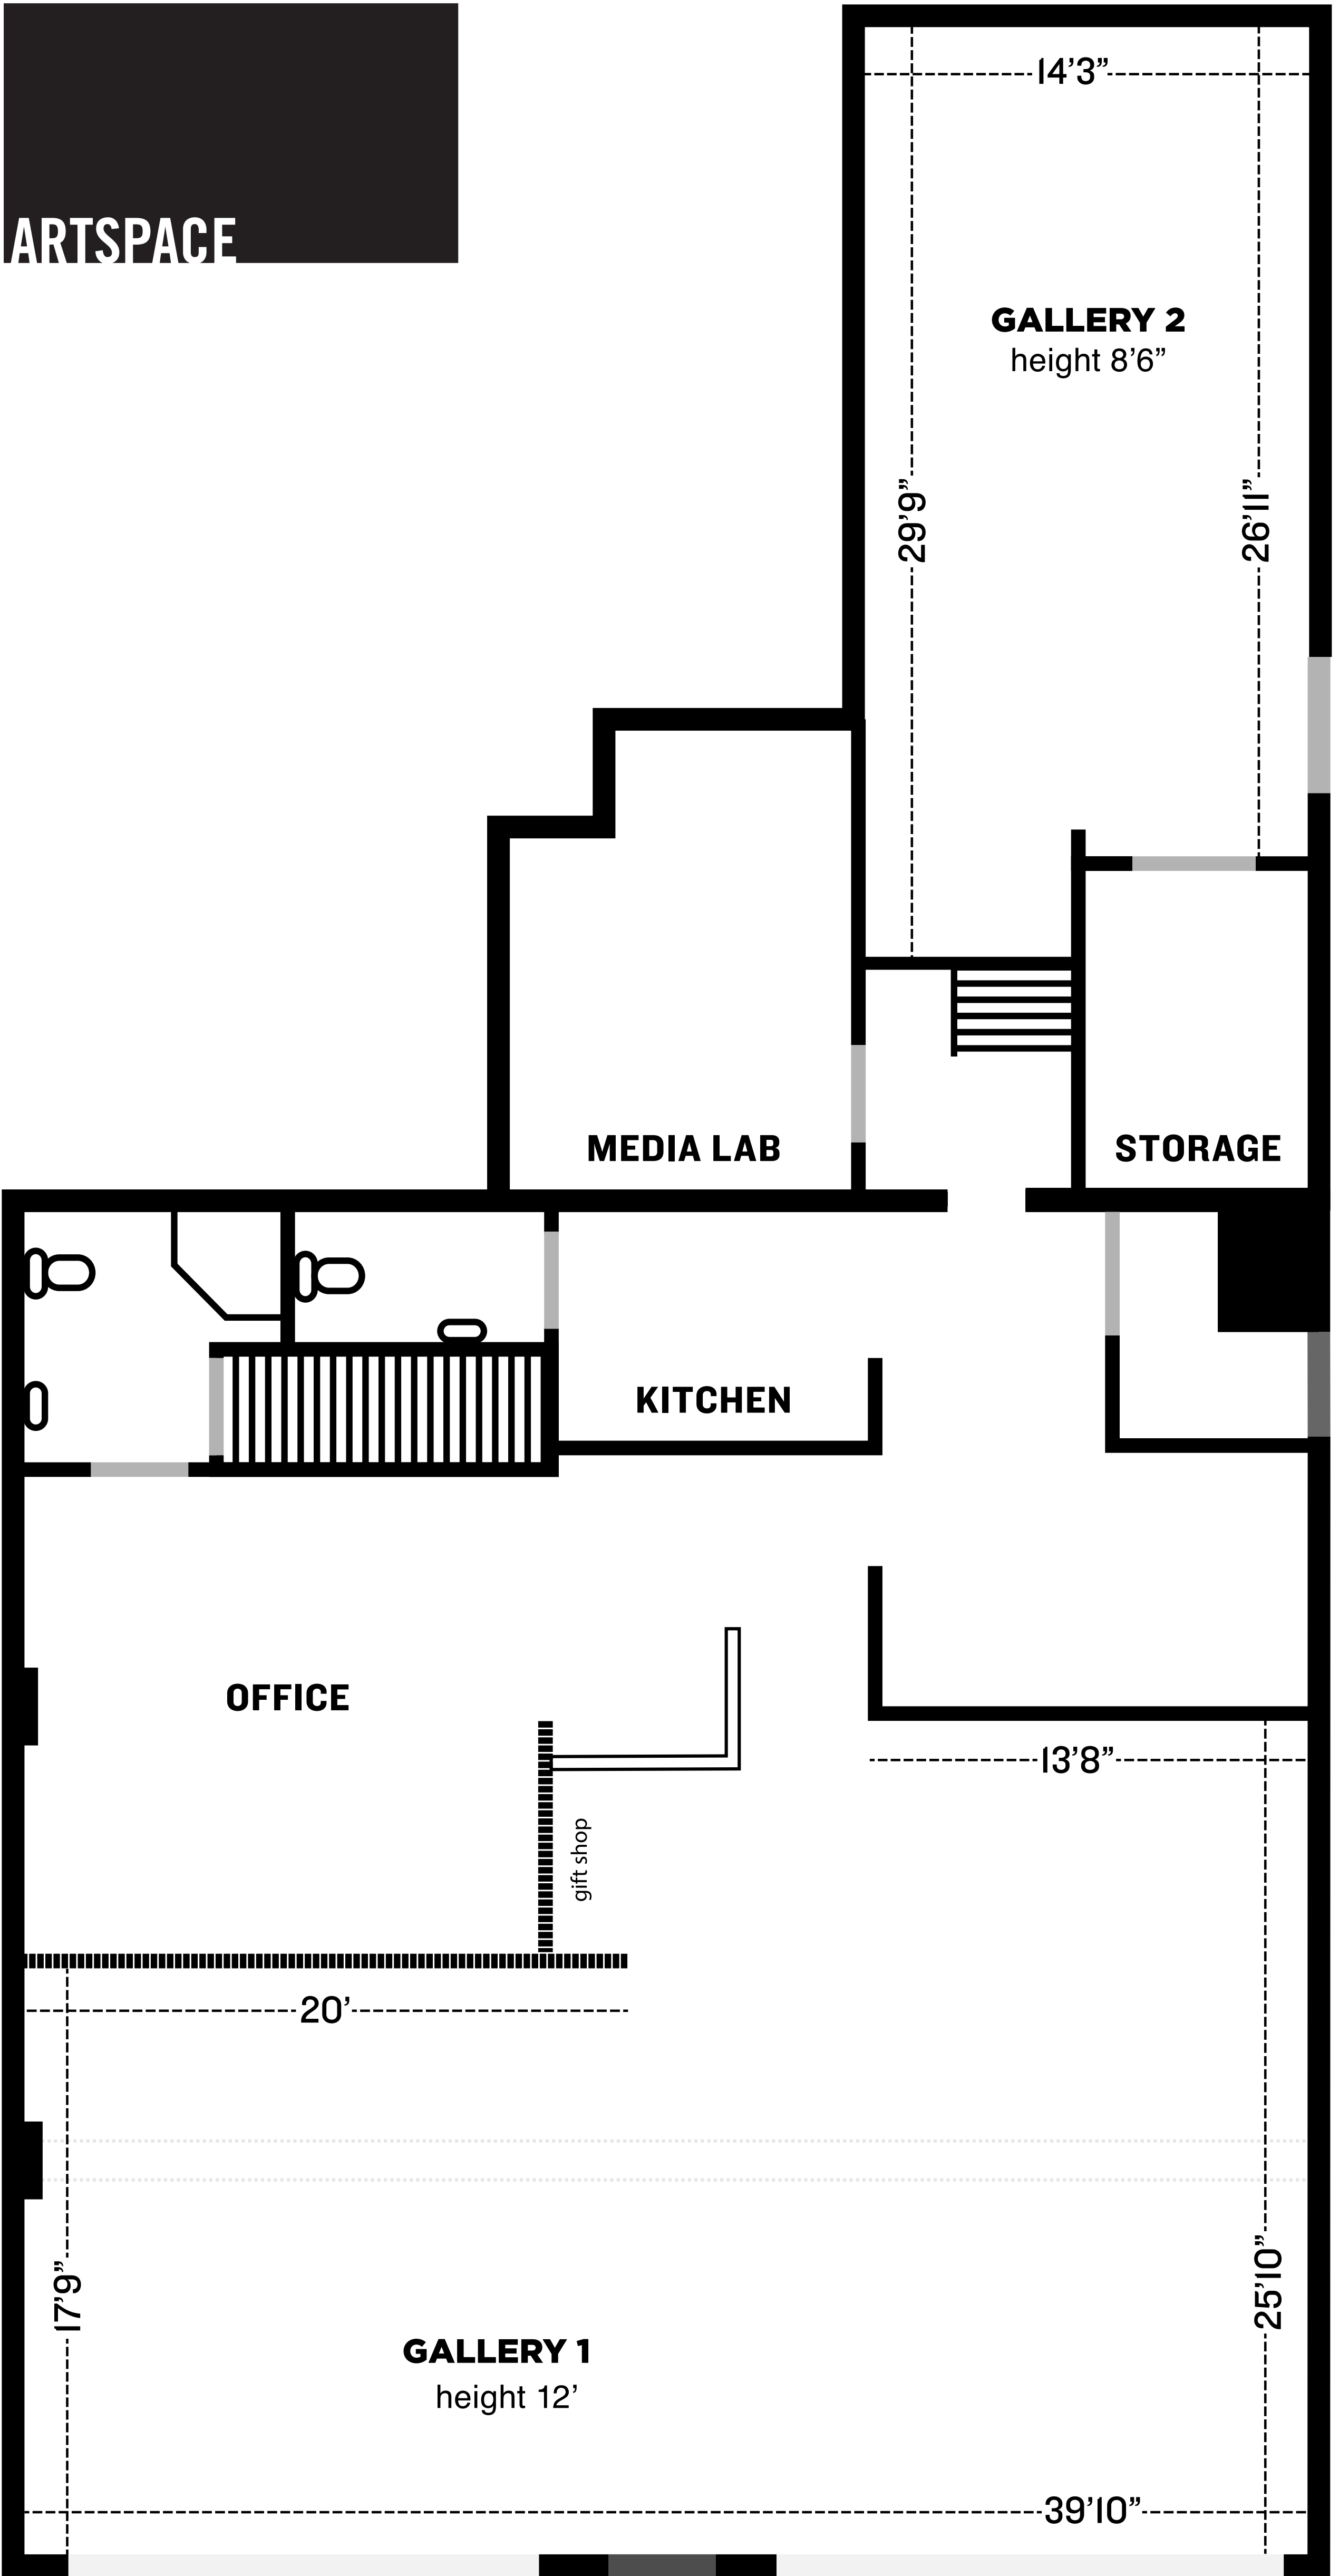 ARTSPACE
14’3”
GALLERY 2
height 8’6”
29’9”
26’11”
MEDIA LAB
STORAGE
KITCHEN
OFFICE
13’8”
gift shop
20’
17’9”
25’10”
GALLERY 1
height 12’
39’10”